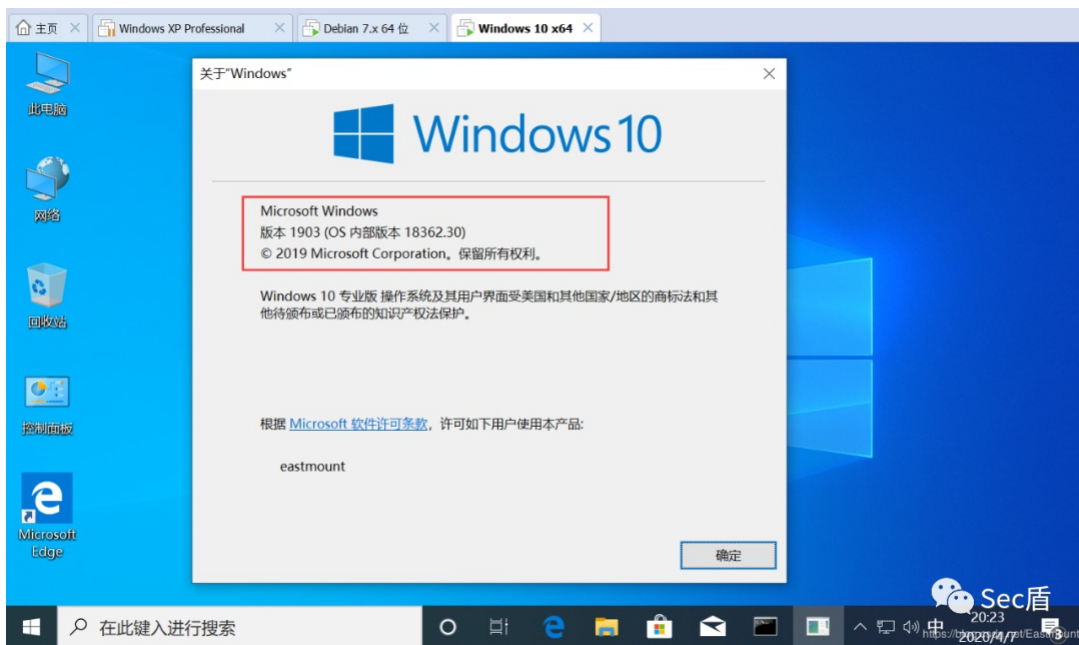 主页
Windows XP Professional
Debian 7.x 64 位
Windows 10 x64
此电脑
网络
回收站
控制面板
Microsoft
Edge
关于“Windows”
Windows 10
Microsoft Windows
版本 1903 (OS 内部版本 18362.30)
© 2019 Microsoft Corporation。保留所有权利。
Windows 10 专业版 操作系统及其用户界面受美国和其他国家/地区的商标法和其
他待颁布或已颁布的知识产权法保护。
根据 Microsoft 软件许可条款，许可如下用户使用本产品:
eastmount
确定
Sec盾
在此键入进行搜索
中
20:23
2020/4/7
3